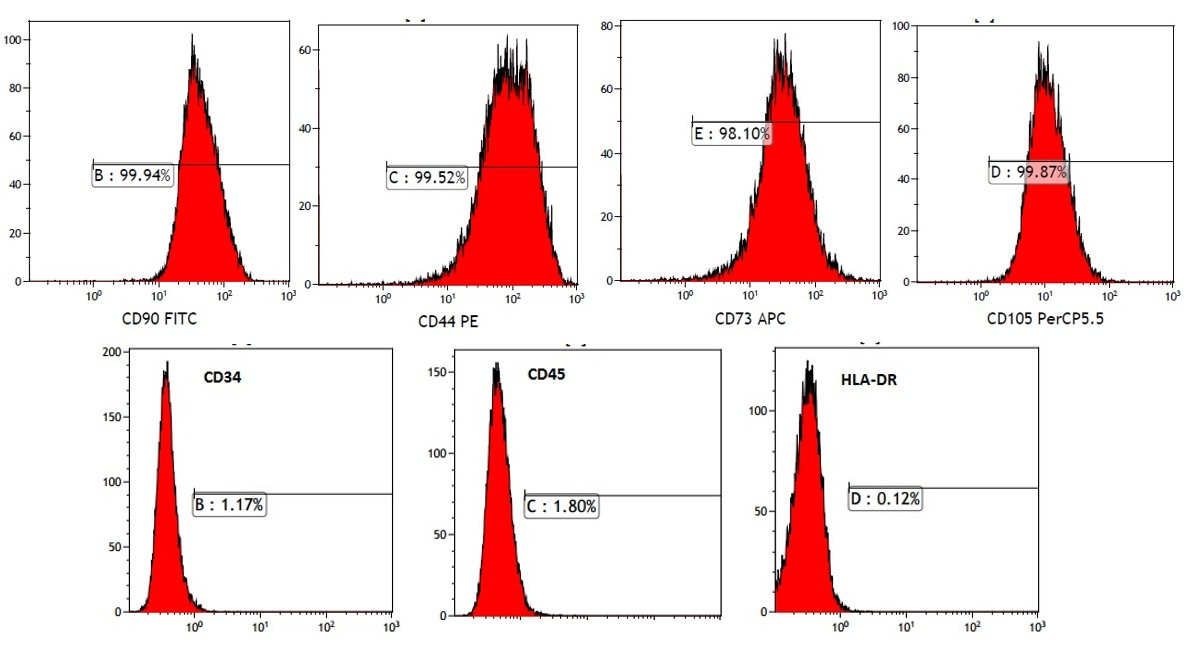 100
80
60
40
20
0
B : 99.94%
10⁰ 10¹ 10² 10³
CD90 FITC
60
40
20
0
C : 99.52%
10⁰ 10¹ 10² 10³
CD44 PE
80
60
40
20
0
E : 98.10%
10⁰ 10¹ 10² 10³
CD73 APC
100
80
60
40
20
0
D : 99.87%
10⁰ 10¹ 10² 10³
CD105 PerCP5.5
200
150
100
50
0
CD34
B : 1.17%
10⁰ 10¹ 10² 10³
150
100
50
0
CD45
C : 1.80%
10⁰ 10¹ 10² 10³
100
50
0
HLA-DR
D : 0.12%
10⁰ 10¹ 10² 10³